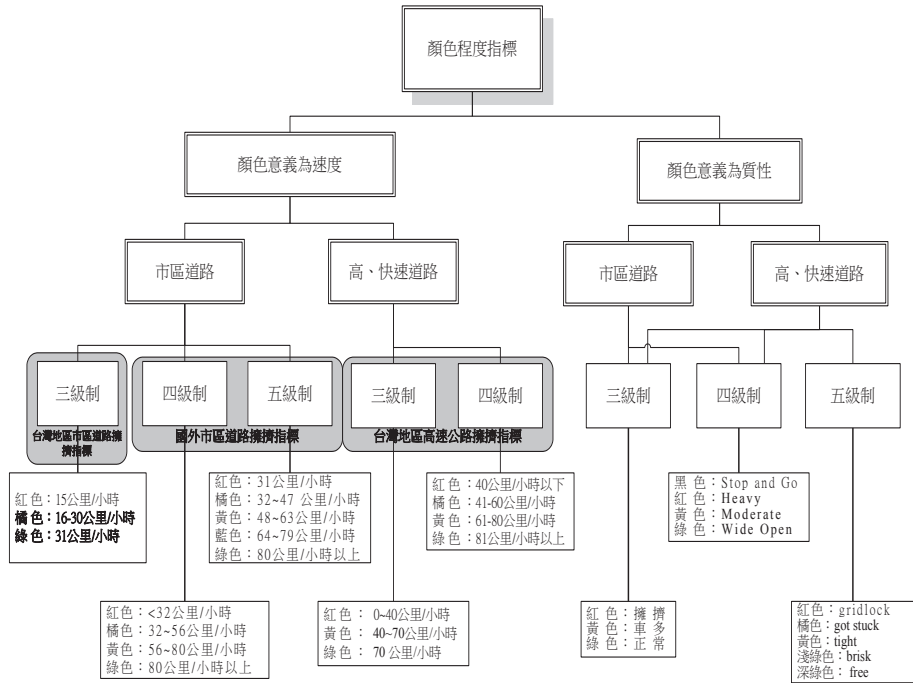 顏色程度指標
顏色意義為速度
顏色意義為質性
市區道路
高、快速道路
市區道路
高、快速道路
三級制
四級制
五級制
三級制
四級制
三級制
四級制
五級制
台灣地區市區道路擁
擠指標
國外市區道路擁擠指標
台灣地區高速公路擁擠指標
紅色：15公里/小時
橘色：16-30公里/小時
綠色：31公里/小時
紅色：31公里/小時
橘色：32~47 公里/小時
黃色：48~63公里/小時
藍色：64~79公里/小時
綠色：80公里/小時以上
紅色：40公里/小時以下
橘色：41-60公里/小時
黃色：61-80公里/小時
綠色：81公里/小時以上
黑 色：Stop and Go
紅 色：Heavy
黃 色：Moderate
綠 色：Wide Open
紅色：<32公里/小時
橘色：32~56公里/小時
黃色：56~80公里/小時
綠色：80公里/小時以上
紅色： 0~40公里/小時
黃色： 40~70公里/小時
綠色： 70 公里/小時
紅 色：擁 擠
黃 色：車 多
綠 色：正 常
紅色：gridlock
橘色：got stuck
黃色：tight
淺綠色：brisk
深綠色：free